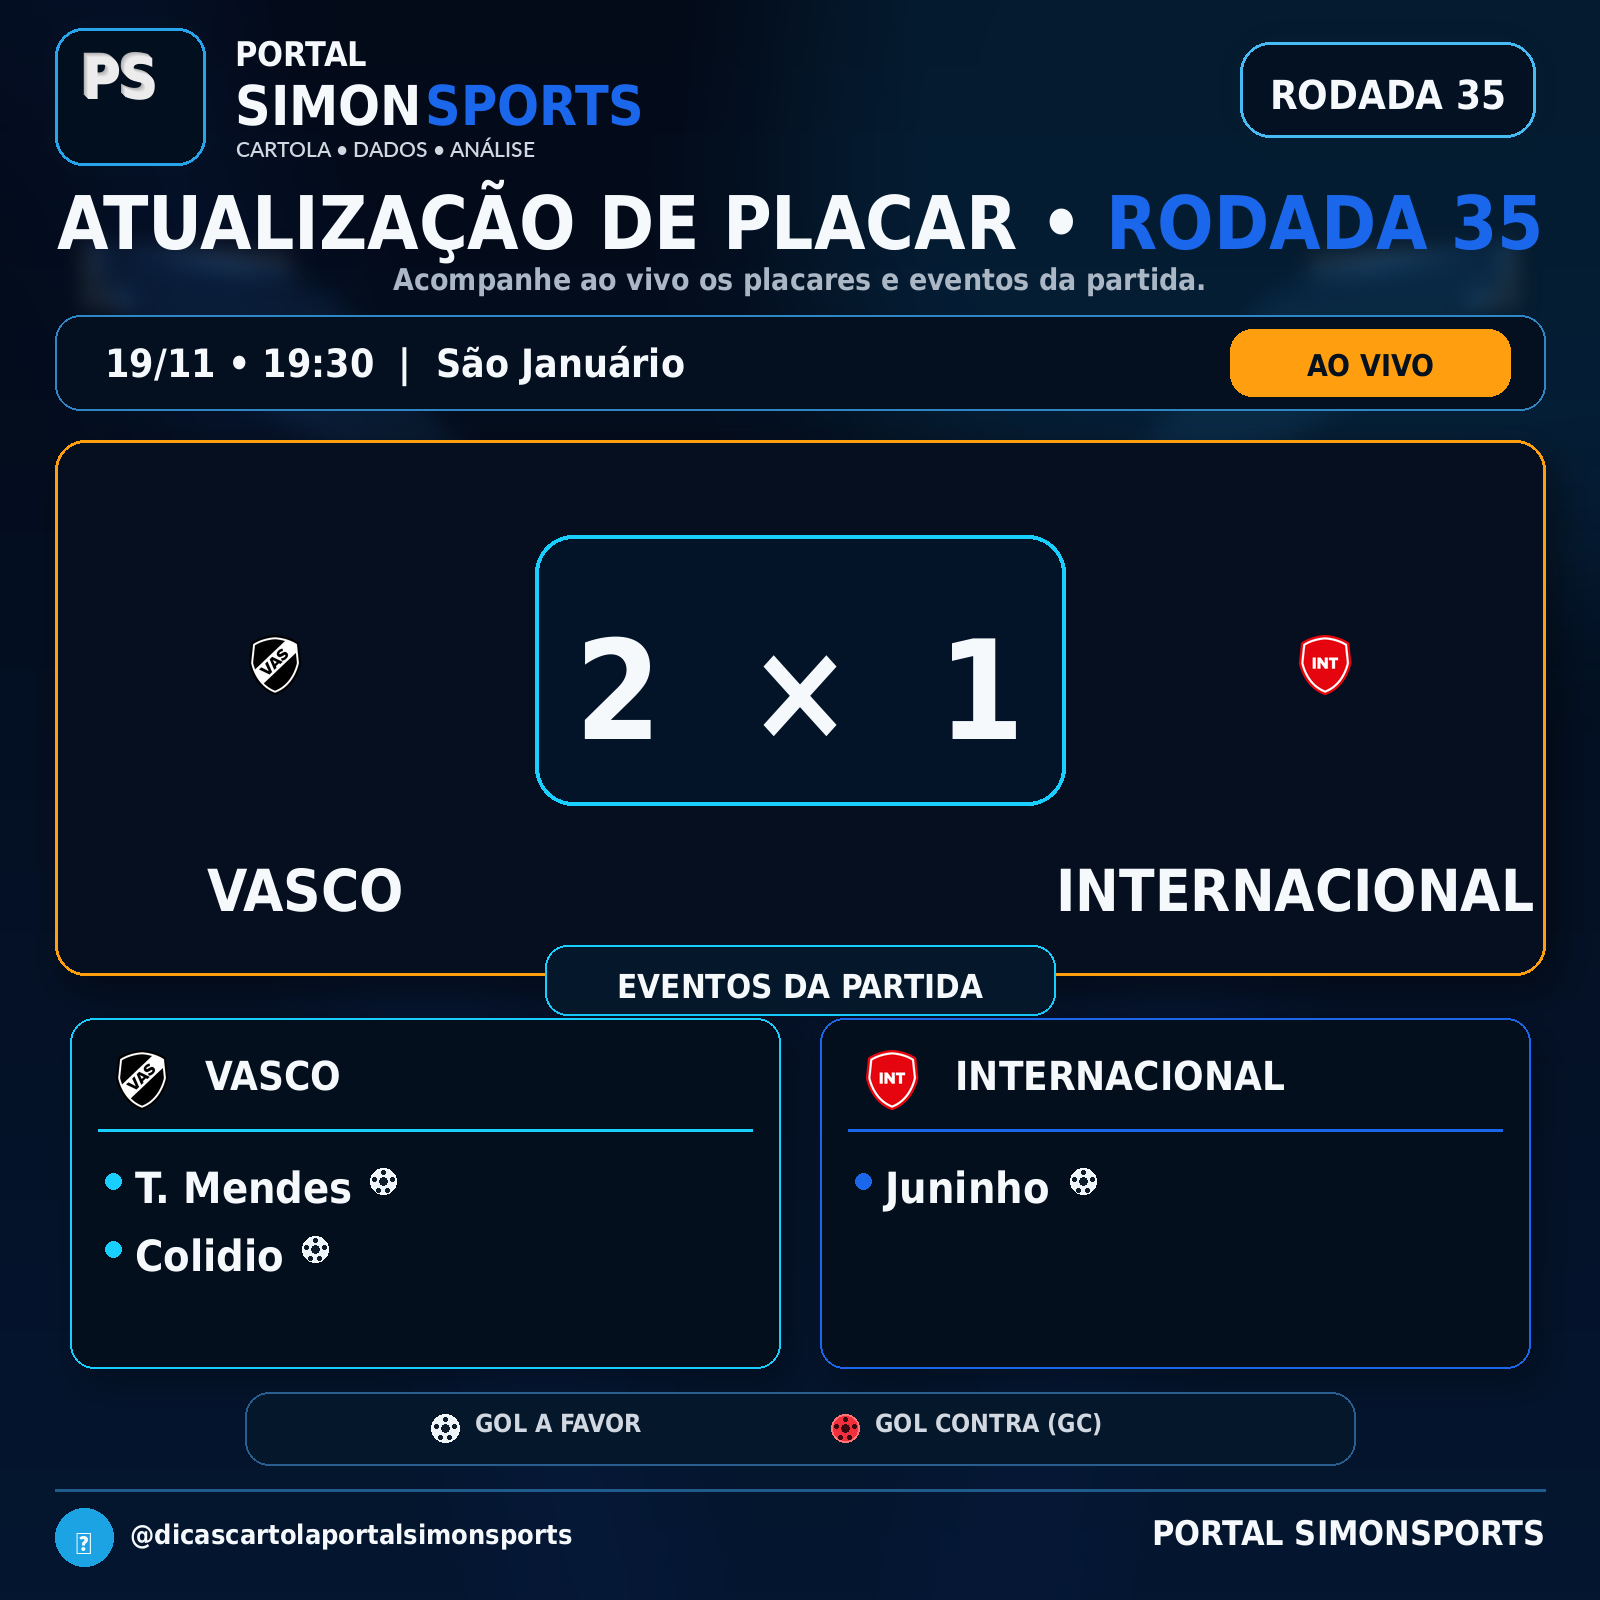 PS
PORTAL
SIMONSPORTS
CARTOLA • DADOS • ANÁLISE
RODADA 35
ATUALIZAÇÃO DE PLACAR • RODADA 35
Acompanhe ao vivo os placares e eventos da partida.
19/11 • 19:30 | São Januário
AO VIVO
VAS
2 × 1
INT
VASCO
INTERNACIONAL
EVENTOS DA PARTIDA
VAS
VASCO
T. Mendes
Colidio
INT
INTERNACIONAL
Juninho
GOL A FAVOR
GOL CONTRA (GC)
@dicascartolaportalsimonsports
PORTAL SIMONSPORTS